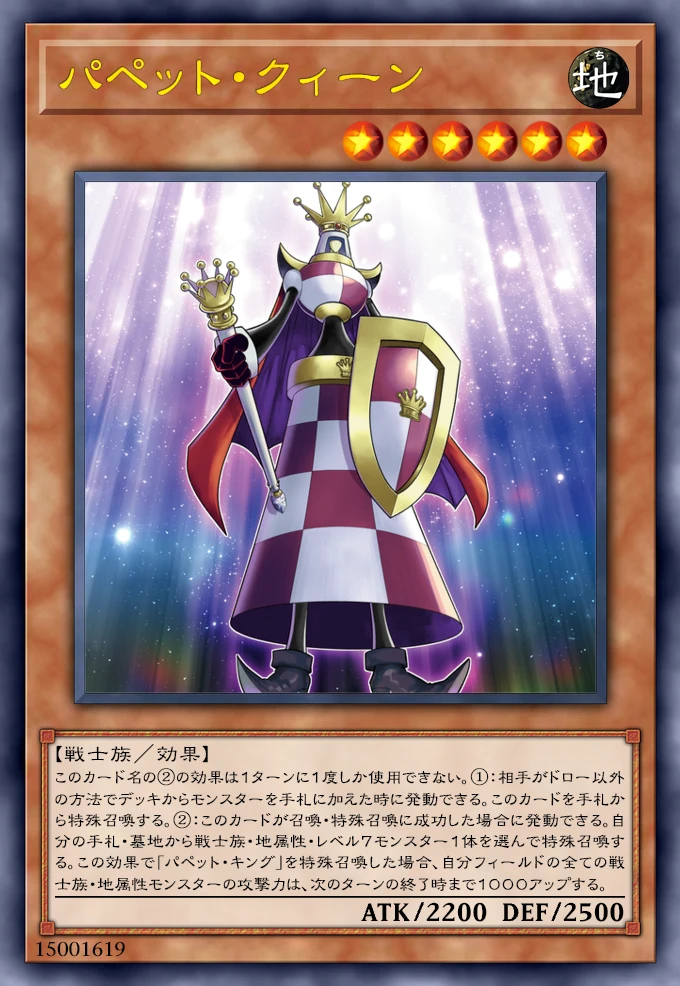 パペット・クィーン
ち
地
【戦士族／効果】
このカード名の②の効果は1ターンに1度しか使用できない。①：相手がドロー以外
の方法でデッキからモンスターを手札に加えた時に発動できる。このカードを手札か
ら特殊召喚する。②：このカードが召喚・特殊召喚に成功した場合に発動できる。自
分の手札・墓地から戦士族・地属性・レベル7モンスター1体を選んで特殊召喚す
る。この効果で「パペット・キング」を特殊召喚した場合、自分フィールドの全ての戦
士族・地属性モンスターの攻撃力は、次のターンの終了時まで1000アップする。
ATK/2200 DEF/2500
15001619